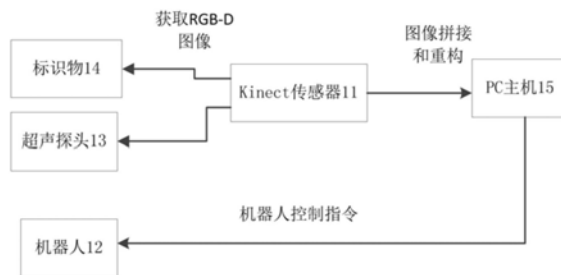 获取RGB-D
图像
标识物14
Kinect传感器11
图像拼接
和重构
PC主机15
超声探头13
机器人控制指令
机器人12